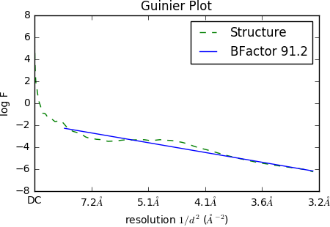 Guinier Plot
Structure
BFactor 91.2
log F
8
6
4
2
0
−2
−4
−6
−8
DC 7.2Å 5.1Å 4.1Å 3.6Å 3.2Å
resolution 1/d² (Å⁻²)